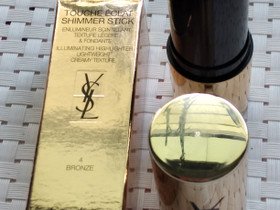 TOUCHE ÉCLAT
SHIMMER STICK
ENLUMINEUR SCINTILLANT
TEXTURE LÉGÈRE
& FONDANTE
ILLUMINATING HIGHLIGHTER
LIGHTWEIGHT
CREAMY TEXTURE
YSL
4
BRONZE